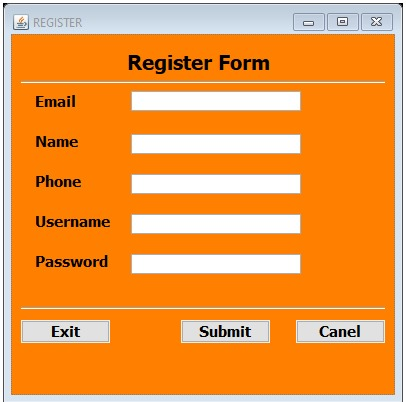 REGISTER
Register Form
Email
Name
Phone
Username
Password
Exit Submit Canel